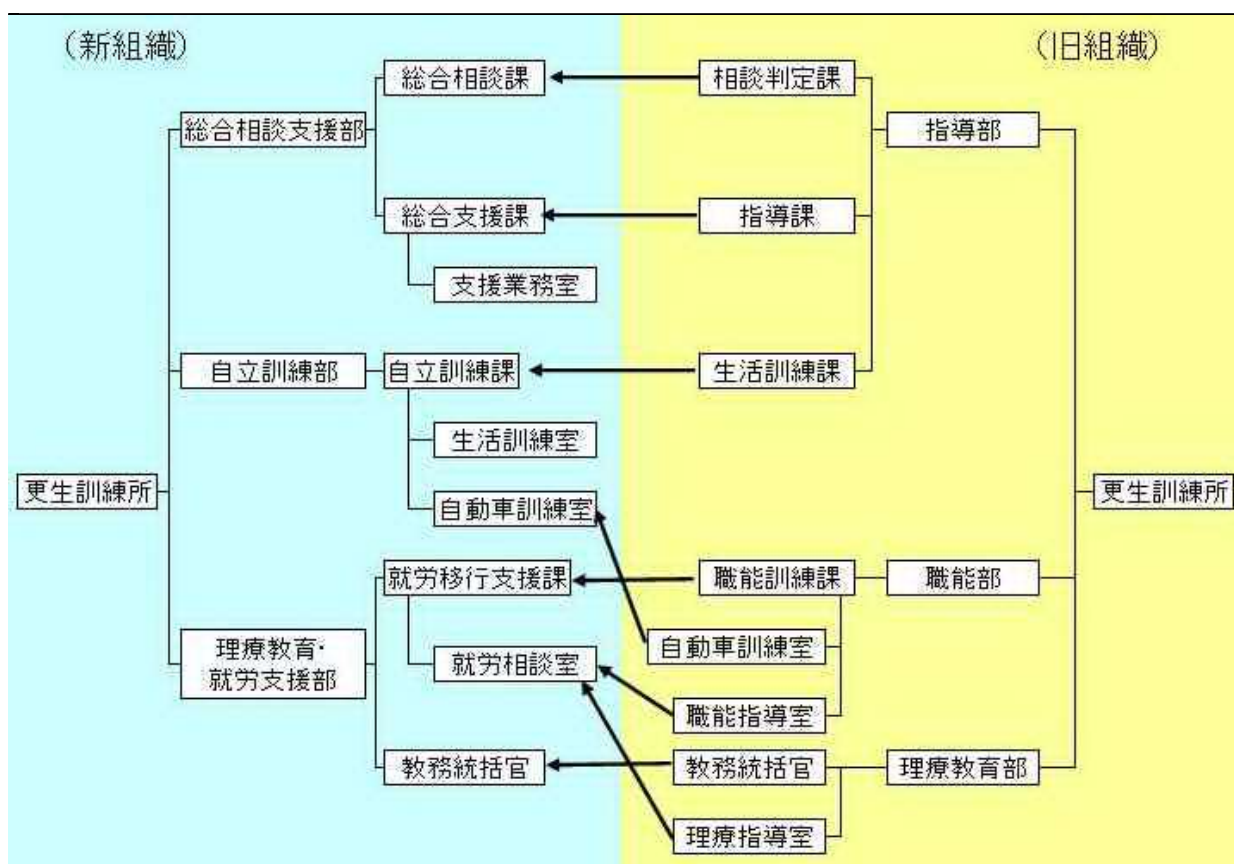 (新組織)
(旧組織)
総合相談課
相談判定課
総合相談支援部
指導部
総合支援課
指導課
支援業務室
自立訓練部
自立訓練課
生活訓練課
生活訓練室
更生訓練所
自動車訓練室
更生訓練所
就労移行支援課
職能訓練課
職能部
理療教育・
就労支援部
就労相談室
自動車訓練室
職能指導室
教務統括官
教務統括官
理療教育部
理療指導室